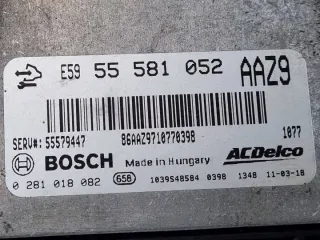 E59 55 581 052 AAZ9
SERV#: 55579447 86AAZ9710770398 1077
BOSCH Made in Hungary ACDelco
0 281 018 082 658 1039S48584 0398 1348 11-03-18